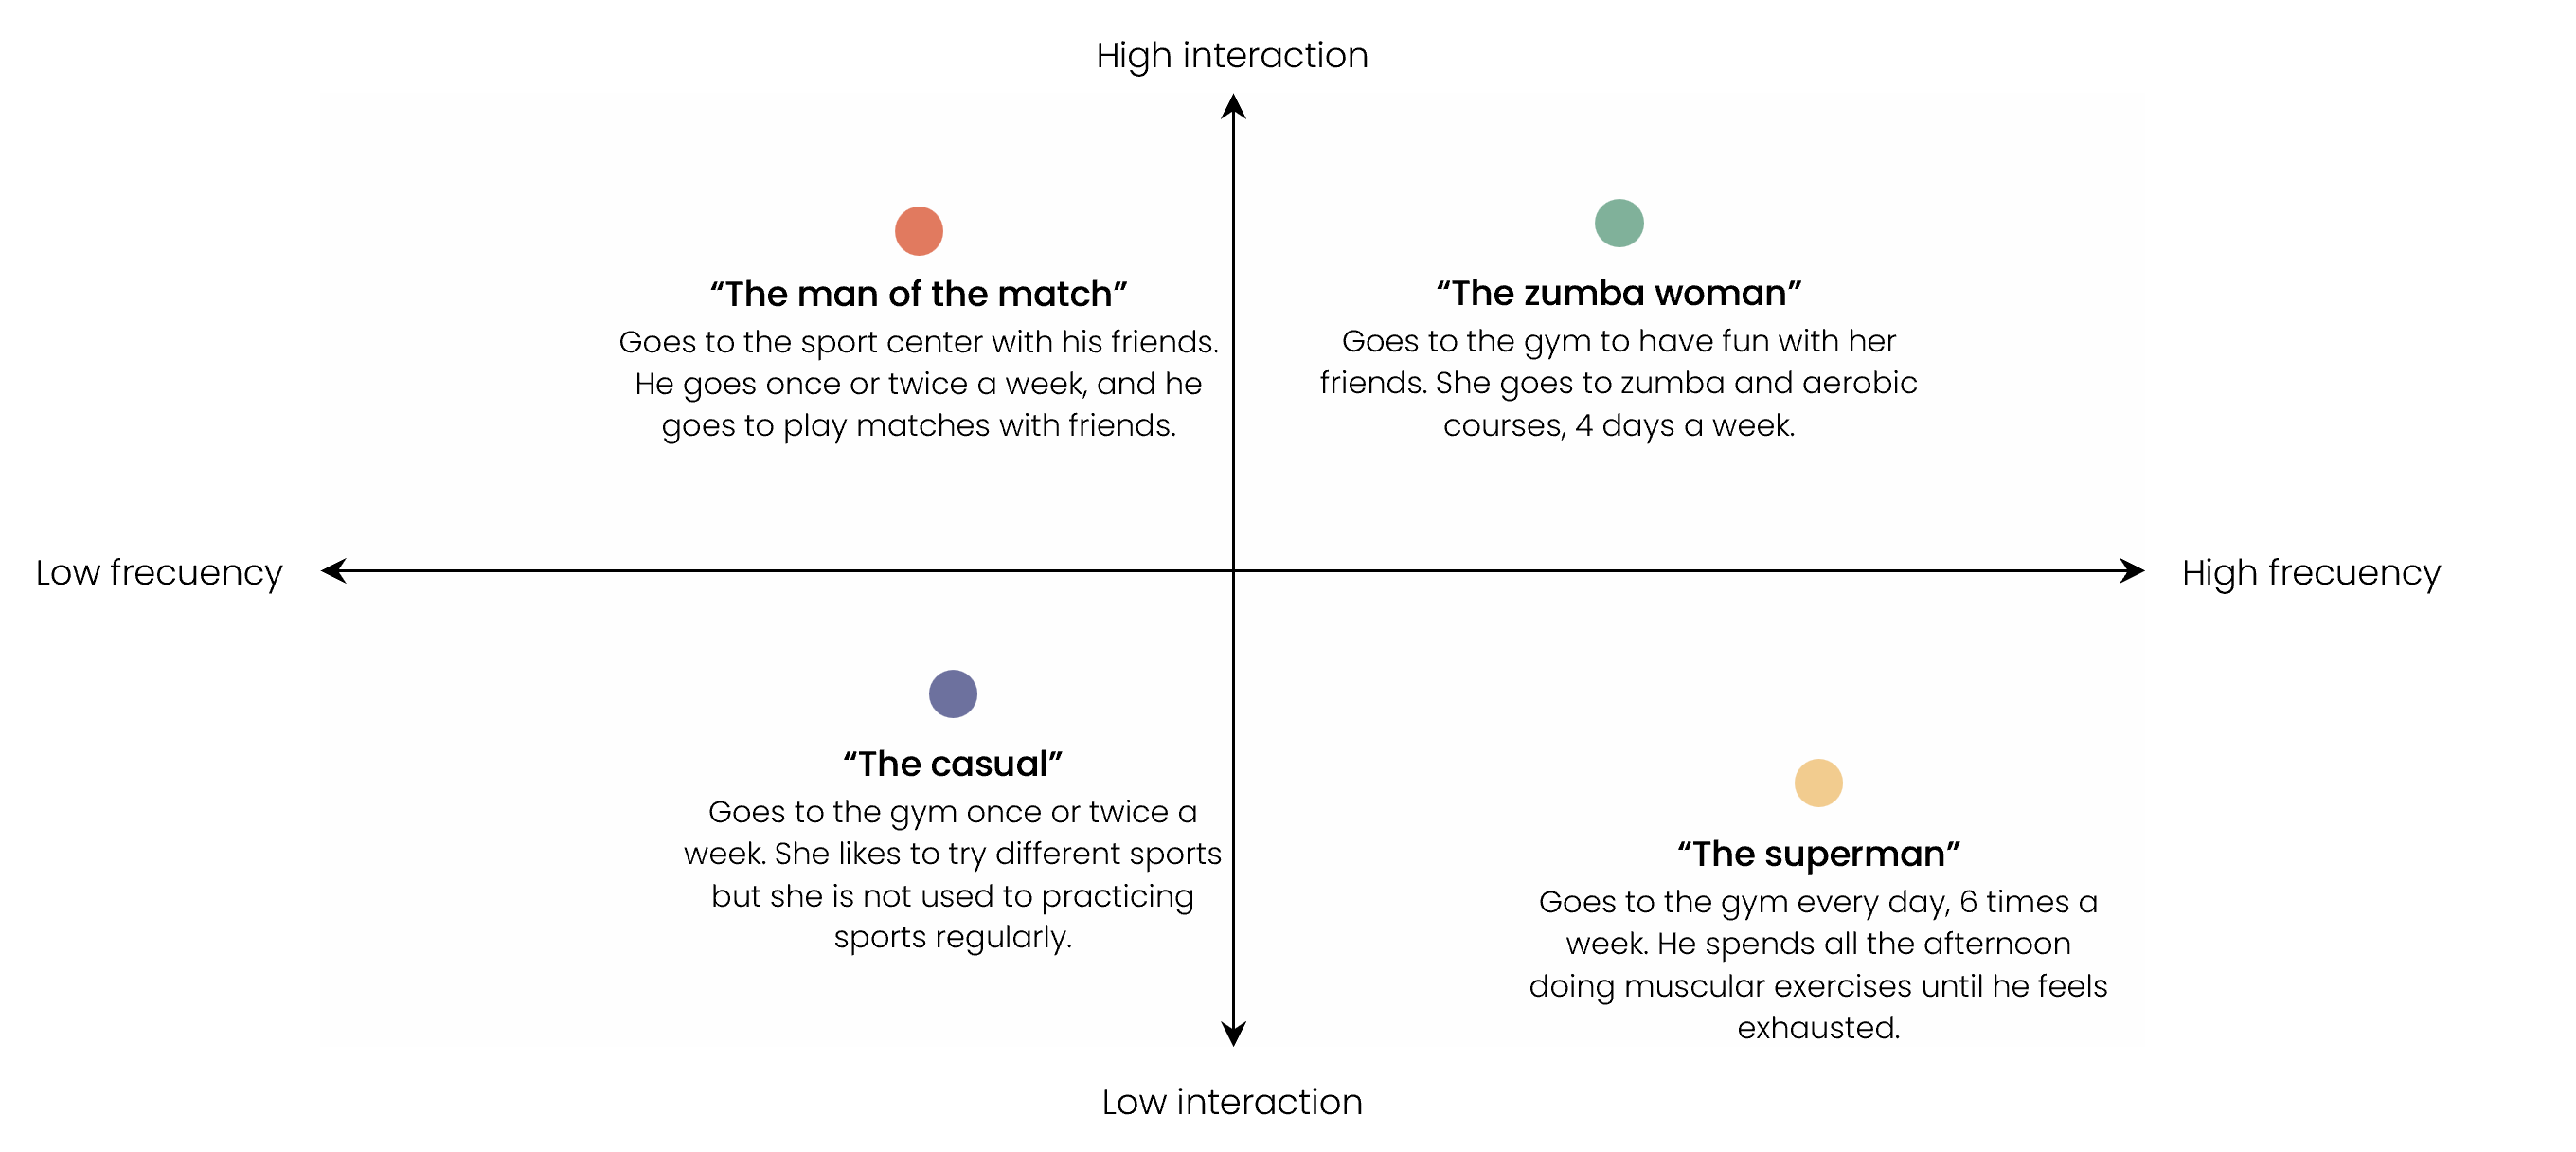 High interaction
“The man of the match”
Goes to the sport center with his friends.
He goes once or twice a week, and he
goes to play matches with friends.
“The zumba woman”
Goes to the gym to have fun with her
friends. She goes to zumba and aerobic
courses, 4 days a week.
Low frecuency
High frecuency
“The casual”
Goes to the gym once or twice a
week. She likes to try different sports
but she is not used to practicing
sports regularly.
“The superman”
Goes to the gym every day, 6 times a
week. He spends all the afternoon
doing muscular exercises until he feels
exhausted.
Low interaction